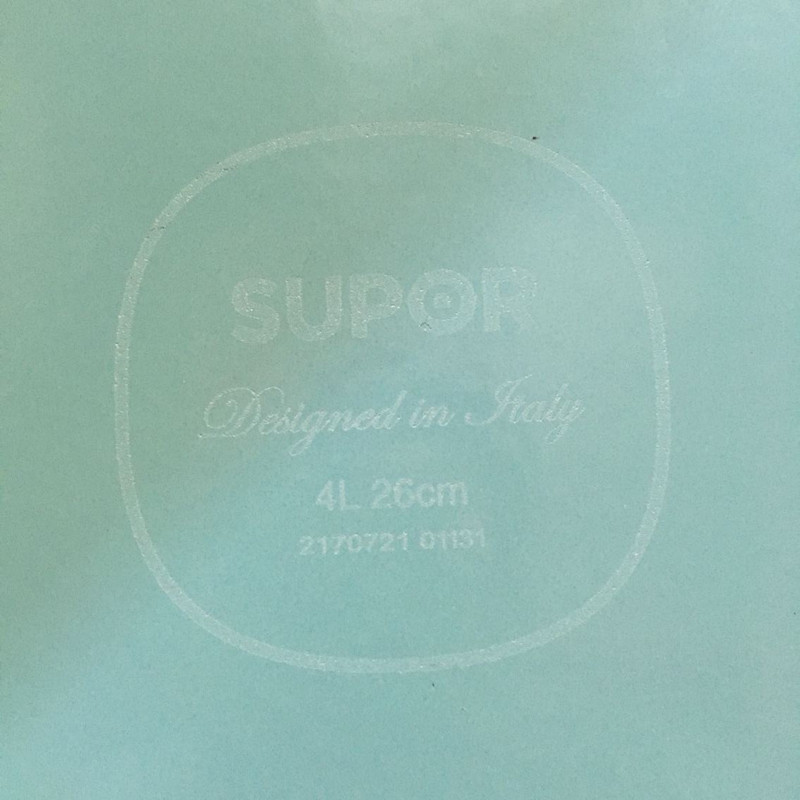 SUPOR
Designed in Italy
4L 26cm
2170721 01131